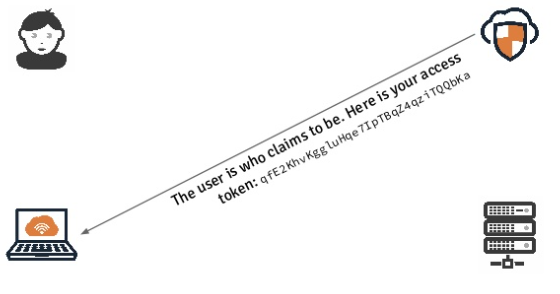 The user is who claims to be. Here is your access
token: qfE2KhvKggluHqe7IpTBqZ4qziTQQbKa